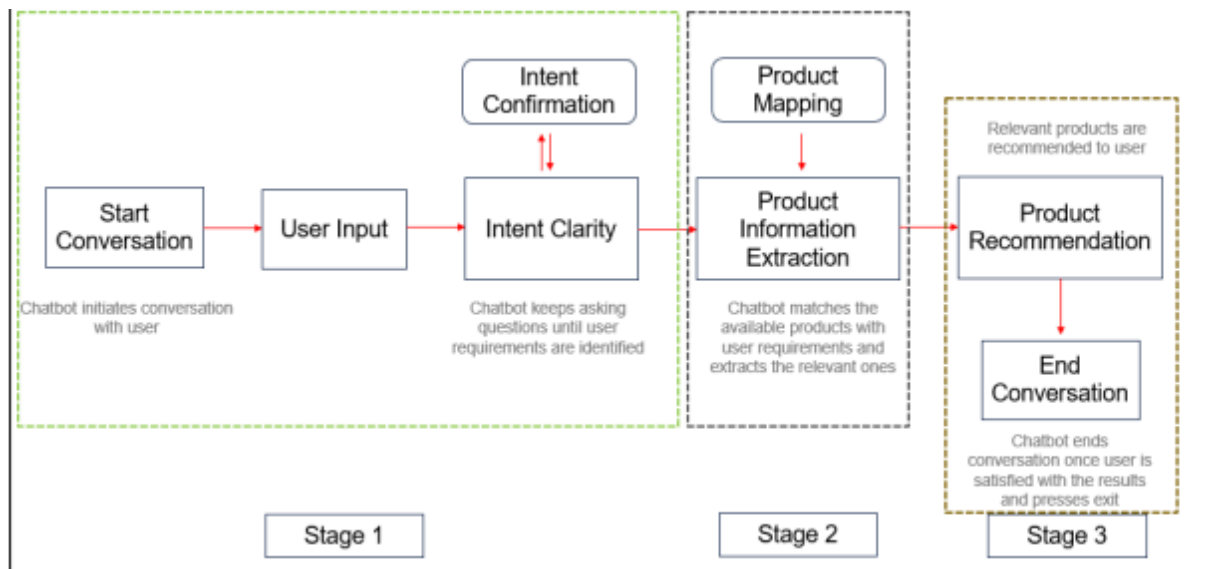 Intent
Confirmation
Product
Mapping
Relevant products are
recommended to user
Start
Conversation
User Input
Intent Clarity
Product
Information
Extraction
Product
Recommendation
Chatbot initiates conversation
with user
Chatbot keeps asking
questions until user
requirements are identified
Chatbot matches the
available products with
user requirements and
extracts the relevant ones
End
Conversation
Chatbot ends
conversation once user is
satisfied with the results
and presses exit
Stage 1
Stage 2
Stage 3